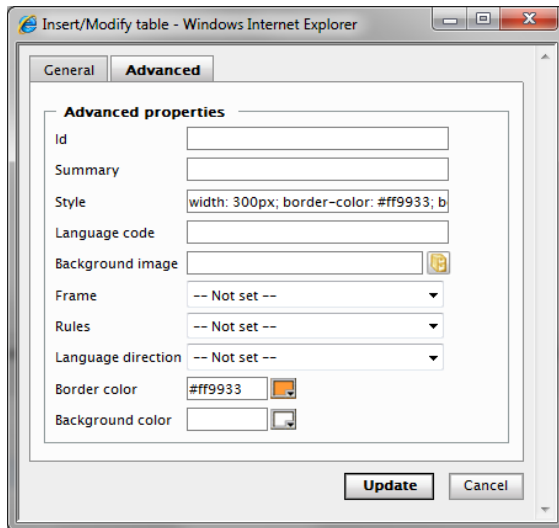 Insert/Modify table - Windows Internet Explorer
General Advanced
Advanced properties
Id
Summary
Style width: 300px; border-color: #ff9933; b
Language code
Background image
Frame -- Not set --
Rules -- Not set --
Language direction -- Not set --
Border color #ff9933
Background color
Update Cancel